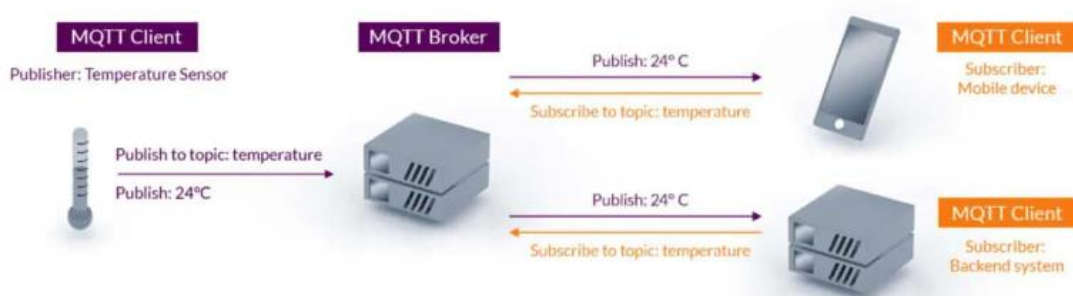 MQTT Client
Publisher: Temperature Sensor
Publish to topic: temperature
Publish: 24°C
MQTT Broker
Publish: 24° C
Subscribe to topic: temperature
MQTT Client
Subscriber:
Mobile device
Publish: 24° C
Subscribe to topic: temperature
MQTT Client
Subscriber:
Backend system